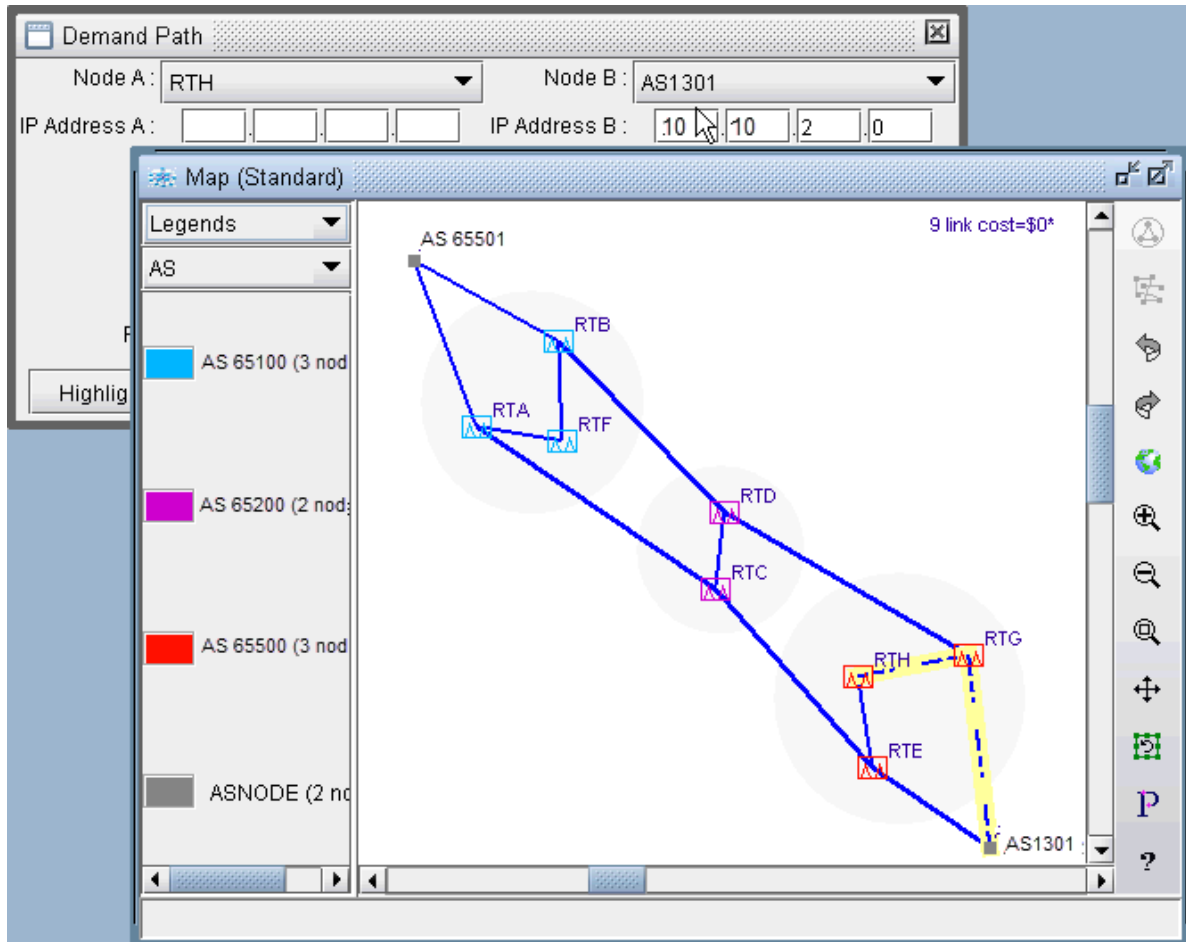 Demand Path
Node A : RTH Node B : AS1301
IP Address A : . . . IP Address B : 10 . 10 . 2 . 0
Map (Standard)
Legends
9 link cost=$0*
AS 65501
AS
RTB
AS 65100 (3 nod
Highlig
RTA
RTF
RTD
AS 65200 (2 nod
RTC
RTG
AS 65500 (3 nod
RTH
RTE
ASNODE (2 no
AS1301
P
?